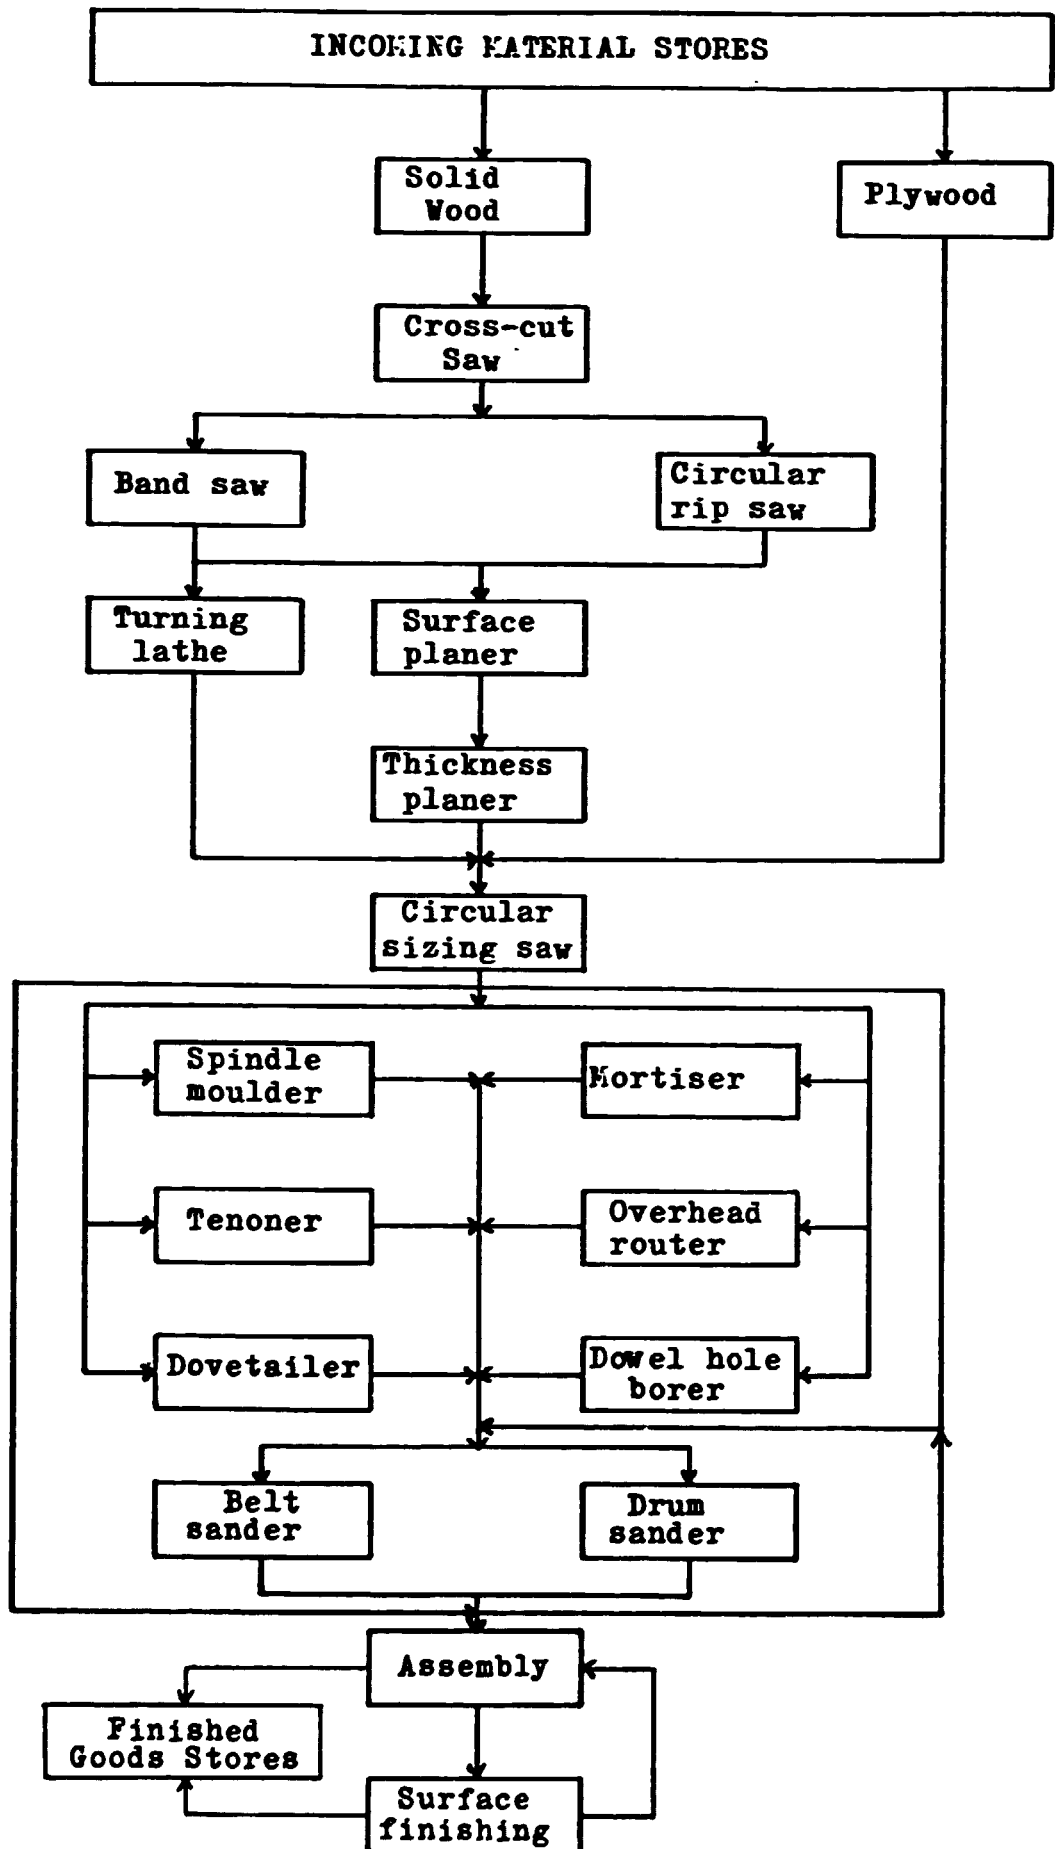 INCOMING MATERIAL STORES
Solid
Wood
Plywood
Cross-cut
Saw
Band saw
Circular
rip saw
Turning
lathe
Surface
planer
Thickness
planer
Circular
sizing saw
Spindle
moulder
Mortiser
Tenoner
Overhead
router
Dovetailer
Dowel hole
borer
Belt
sander
Drum
sander
Assembly
Finished
Goods Stores
Surface
finishing